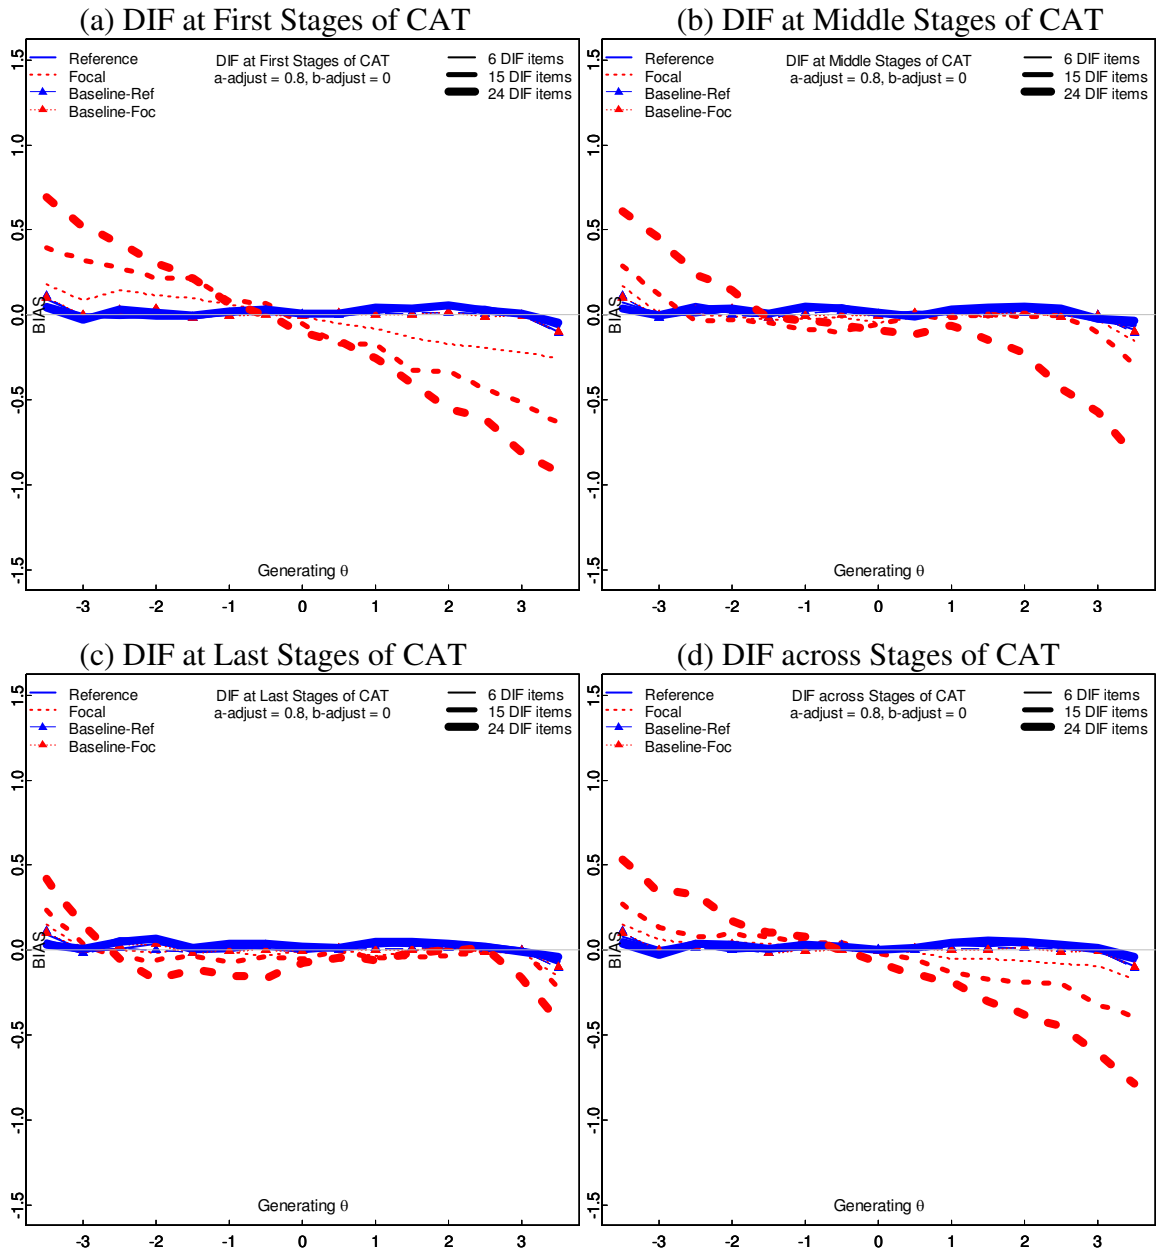 (a) DIF at First Stages of CAT
Reference
Focal
Baseline-Ref
Baseline-Foc
DIF at First Stages of CAT
a-adjust = 0.8, b-adjust = 0
6 DIF items
15 DIF items
24 DIF items
1.5
1.0
0.5
0.0
-0.5
-1.0
-1.5
BIAS
Generating θ
-3 -2 -1 0 1 2 3
(b) DIF at Middle Stages of CAT
Reference
Focal
Baseline-Ref
Baseline-Foc
DIF at Middle Stages of CAT
a-adjust = 0.8, b-adjust = 0
6 DIF items
15 DIF items
24 DIF items
1.5
1.0
0.5
0.0
-0.5
-1.0
-1.5
BIAS
Generating θ
-3 -2 -1 0 1 2 3
(c) DIF at Last Stages of CAT
Reference
Focal
Baseline-Ref
Baseline-Foc
DIF at Last Stages of CAT
a-adjust = 0.8, b-adjust = 0
6 DIF items
15 DIF items
24 DIF items
1.5
1.0
0.5
0.0
-0.5
-1.0
-1.5
BIAS
Generating θ
-3 -2 -1 0 1 2 3
(d) DIF across Stages of CAT
Reference
Focal
Baseline-Ref
Baseline-Foc
DIF across Stages of CAT
a-adjust = 0.8, b-adjust = 0
6 DIF items
15 DIF items
24 DIF items
1.5
1.0
0.5
0.0
-0.5
-1.0
-1.5
BIAS
Generating θ
-3 -2 -1 0 1 2 3